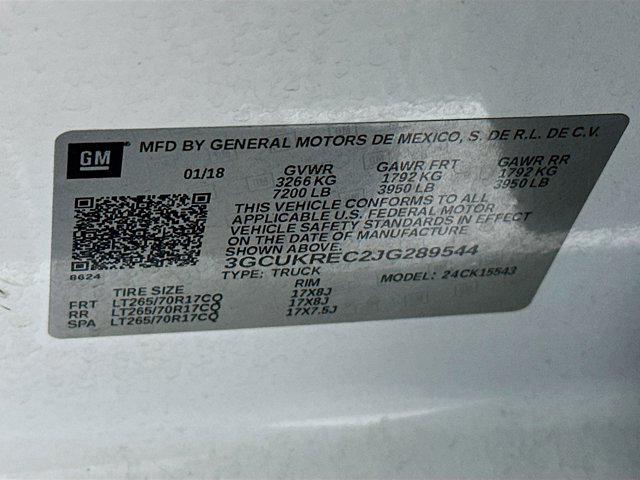 GM MFD BY GENERAL MOTORS DE MEXICO, S. DE R.L. DE C.V.
01/18 GVWR GAWR FRT GAWR RR
3266 KG 1792 KG 1792 KG
7200 LB 3950 LB 3950 LB
THIS VEHICLE CONFORMS TO ALL
APPLICABLE U.S. FEDERAL MOTOR
VEHICLE SAFETY STANDARDS IN EFFECT
ON THE DATE OF MANUFACTURE
SHOWN ABOVE.
8624 3GCUKREC2JG289544
TYPE: TRUCK MODEL: 24CK15543
TIRE SIZE RIM
FRT LT265/70R17CQ 17X8J
RR LT265/70R17CQ 17X8J
SPA LT265/70R17CQ 17X7.5J